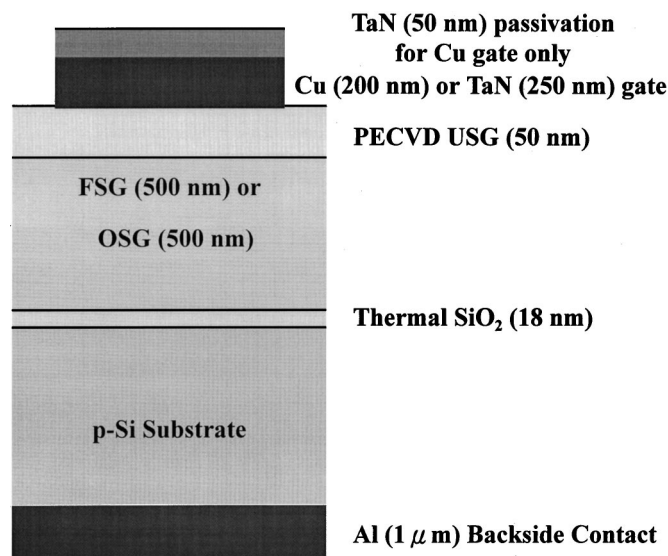 TaN (50 nm) passivation
for Cu gate only
Cu (200 nm) or TaN (250 nm) gate
PECVD USG (50 nm)
FSG (500 nm) or
OSG (500 nm)
Thermal SiO₂ (18 nm)
p-Si Substrate
Al (1 μm) Backside Contact